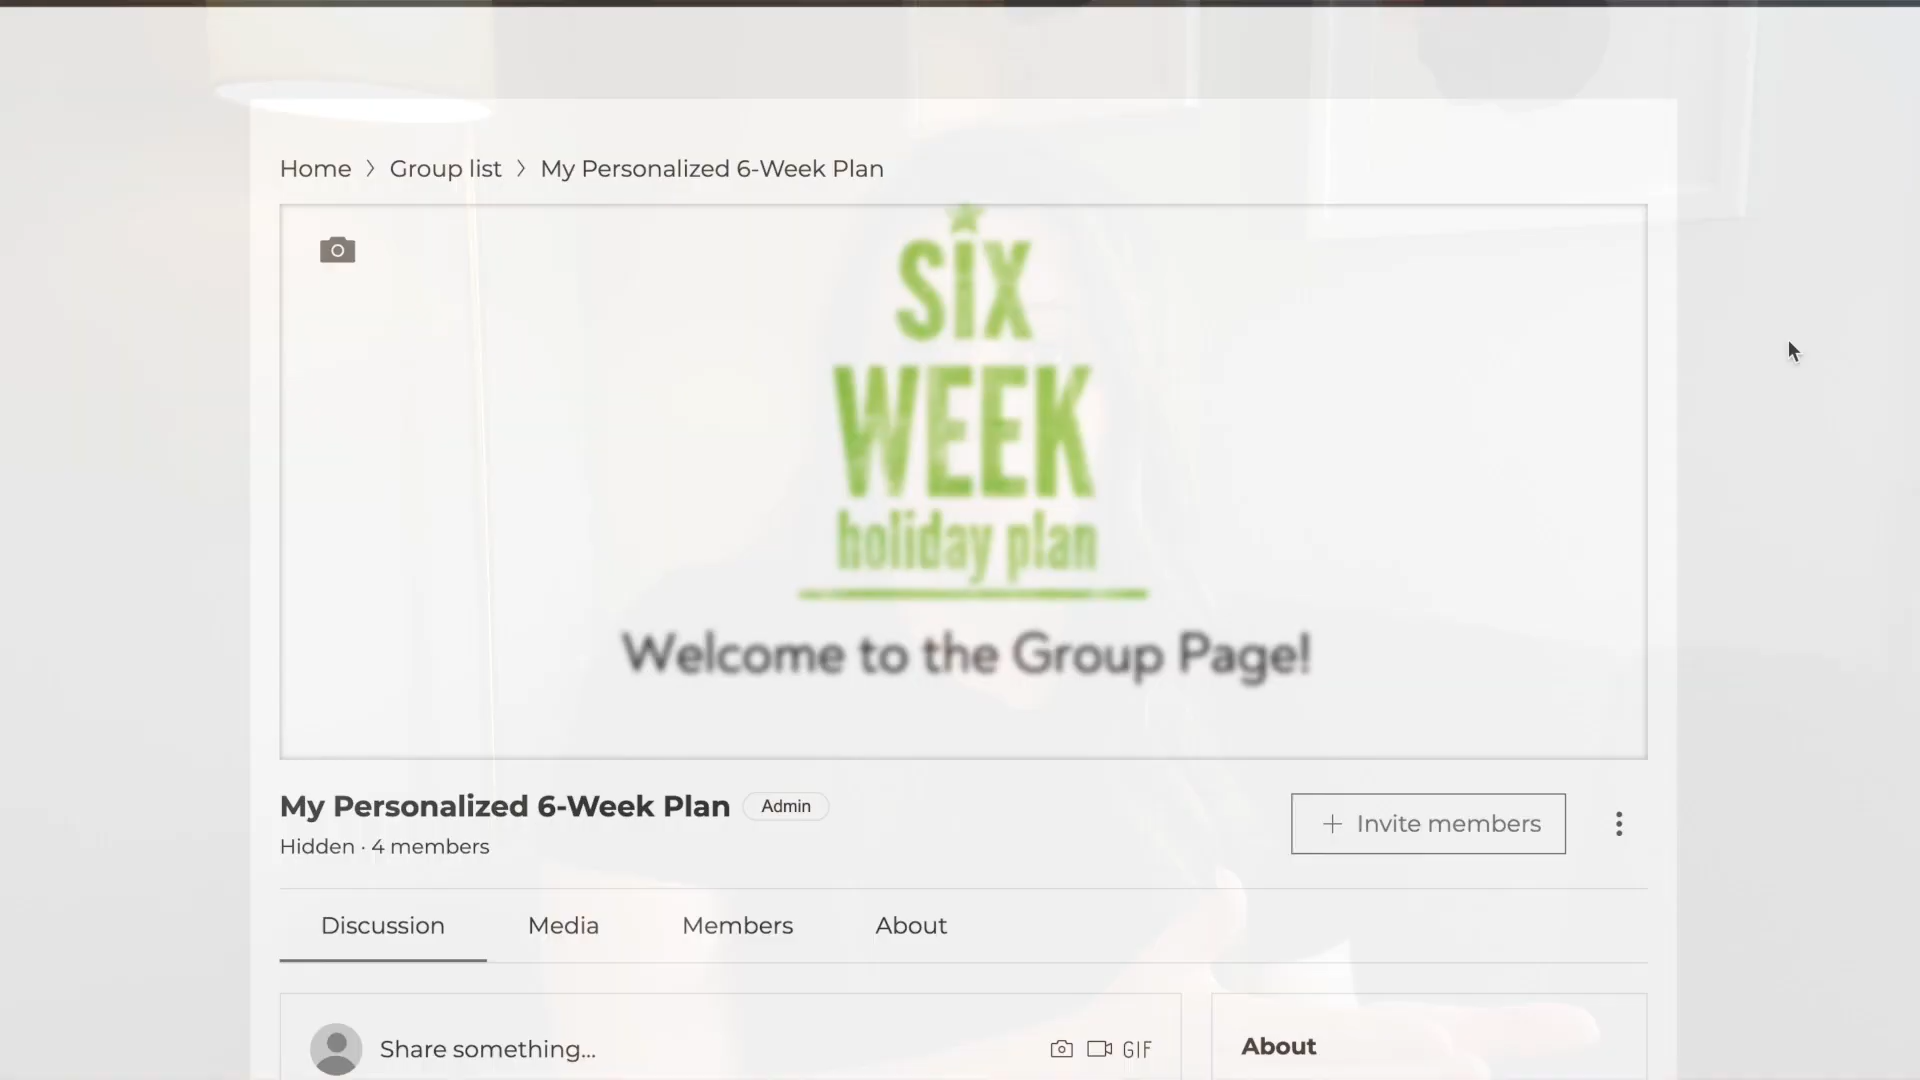 Home > Group list > My Personalized 6-Week Plan
SIX
WEEK
holiday plan
Welcome to the Group Page!
My Personalized 6-Week Plan Admin
Hidden · 4 members
+ Invite members
Discussion Media Members About
Share something... GIF
About